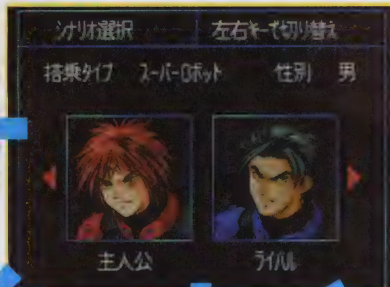 シナリオ選択 左右キーで切り替え
搭乗タイプ スーパーロボット 性別 男
主人公 ライバル